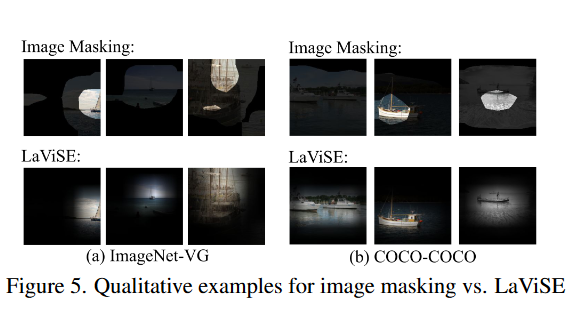 Image Masking:
Image Masking:
LaViSE:
LaViSE:
(a) ImageNet-VG
(b) COCO-COCO
Figure 5. Qualitative examples for image masking vs. LaViSE